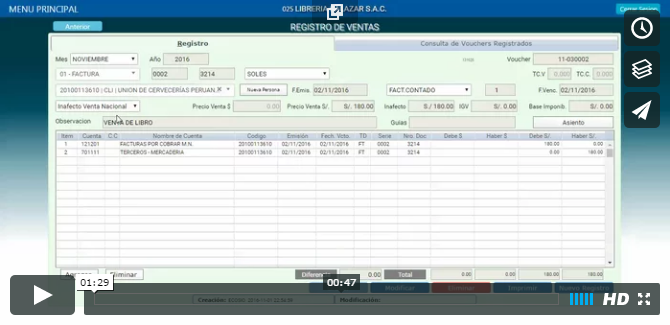 MENU PRINCIPAL
025 LIBRERIA
AZAR S.A.C.
Cerrar Sesion
Anterior
REGISTRO DE VENTAS
Registro
Consulta de Vouchers Registrados
Mes NOVIEMBRE Año 2016 Voucher 11-030002
01 - FACTURA 0002 3214 SOLES TC.V 0.000 TC.C. 0.000
20100113610 : CLI : UNION DE CERVECERÍAS PERUAN. Nueva Persona F.Emis. 02/11/2016 FACT.CONTADO 1 F.Venc. 02/11/2016
Inafecto Venta Nacional Precio Venta $ 0.00 Precio Venta S/. S/. 180.00 Inafecto S./ 180.00 IGV S/. 0.00 Base Imponib. S/. 0.00
Observacion VENTA DE LIBRO Guias Asiento
Item Cuenta C.C Nombre de Cuenta Codigo Emisión Fech. Vcto. TD Serie Nro. Doc Debe $ Haber $ Debe S/. Haber S/.
1 121201 FACTURAS POR COBRAR M.N. 20100113610 02/11/2016 02/11/2016 FT 0002 3214 180.00 0.00
2 701111 TERCEROS - MERCADERIA 20100113610 02/11/2016 02/11/2016 FT 0002 3214 0.00 180.00
Agregar Eliminar Diferencia 0.00 Total 0.00 0.00 180.00 180.00
01:29
00:47
Modificar Eliminar Imprimir Nuevo Registro
HD
Creación:
Modificacion: